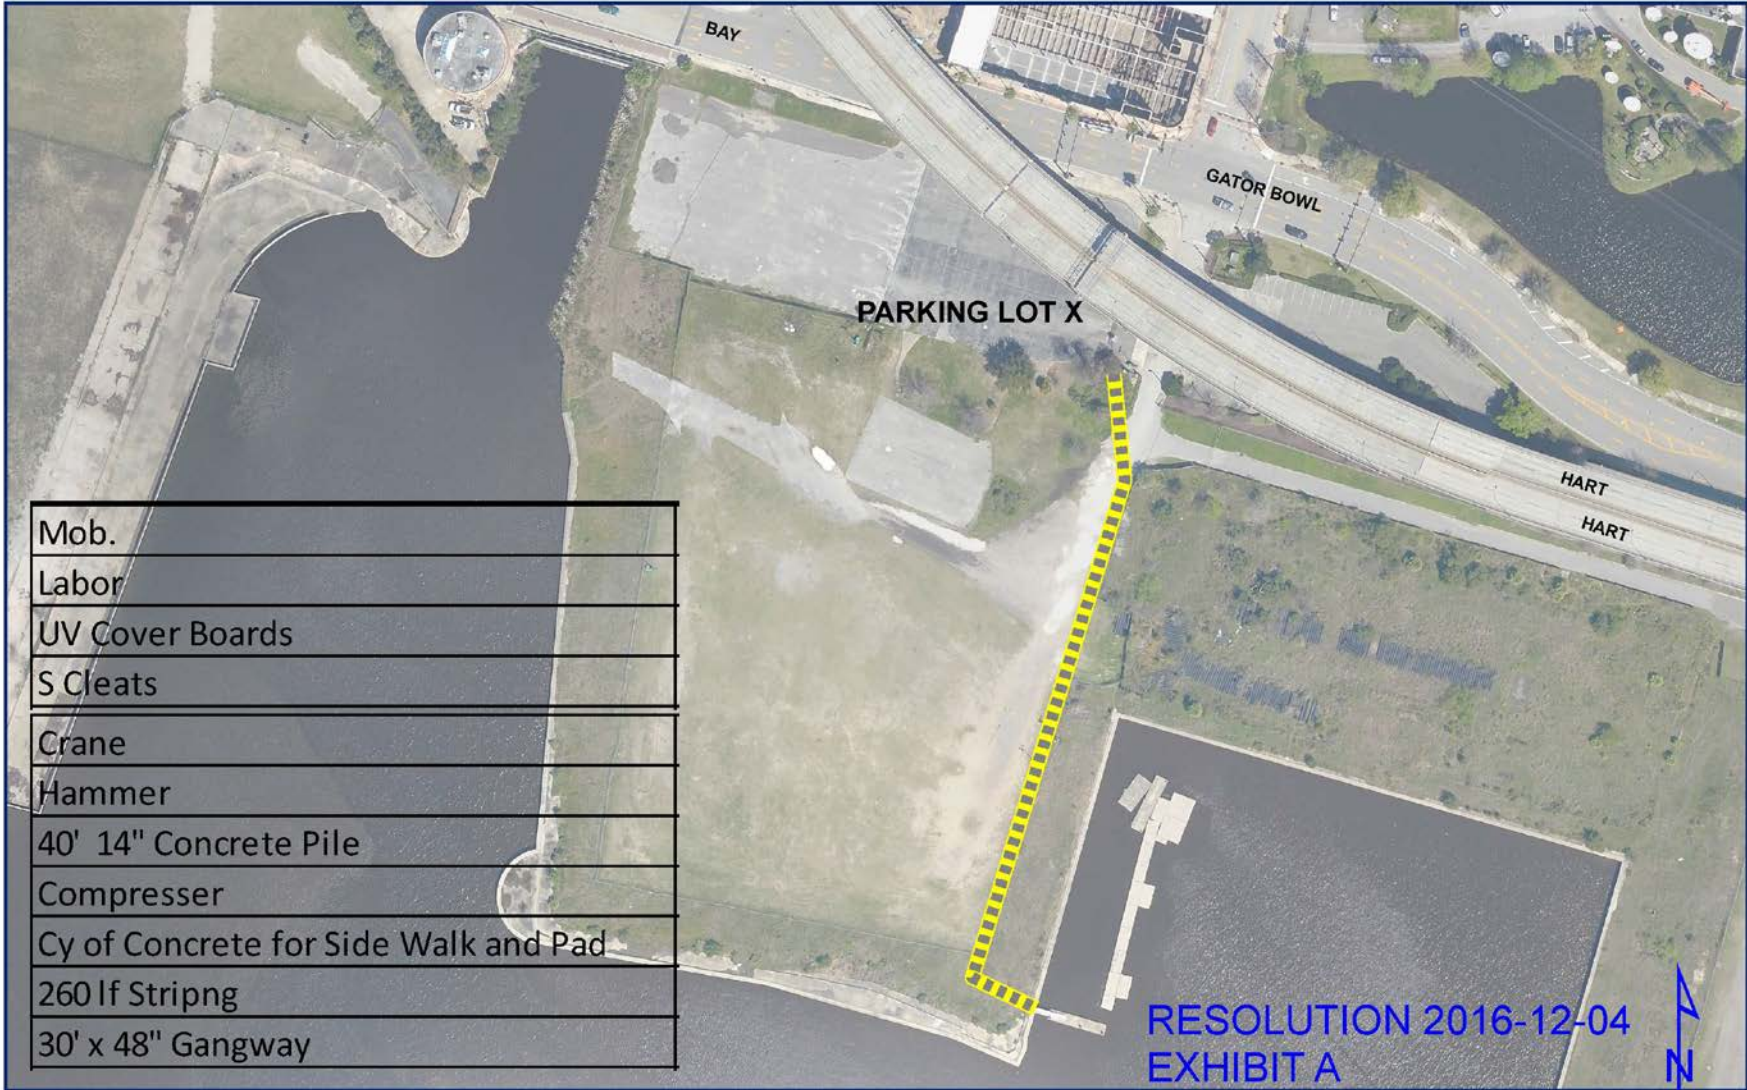 BAY
GATOR BOWL
PARKING LOT X
HART
HART
Mob.
Labor
UV Cover Boards
S Cleats
Crane
Hammer
40' 14" Concrete Pile
Compresser
Cy of Concrete for Side Walk and Pad
260 lf Stripng
30' x 48" Gangway
RESOLUTION 2016-12-04
EXHIBIT A
N